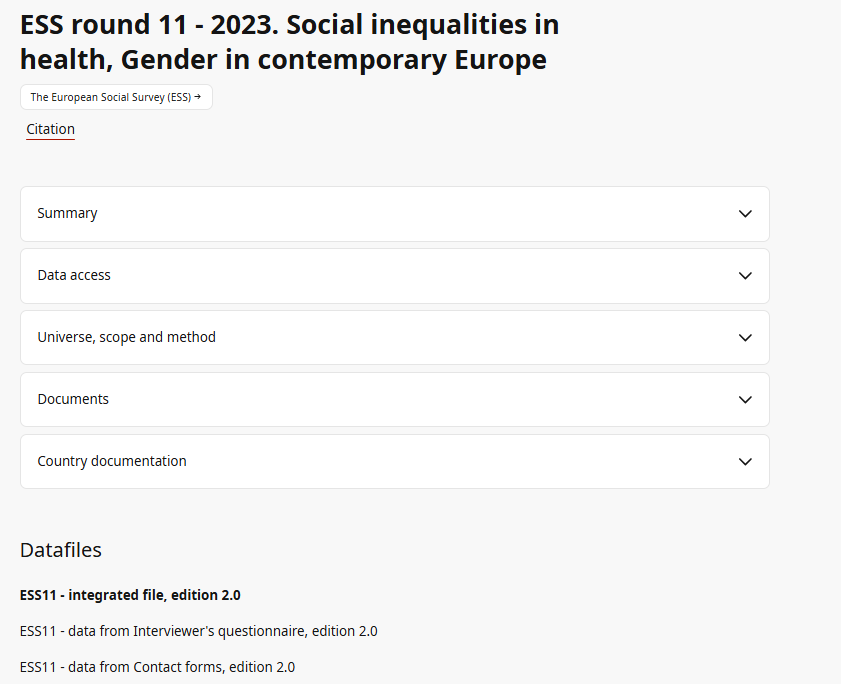 ESS round 11 - 2023. Social inequalities in
health, Gender in contemporary Europe
The European Social Survey (ESS) →
Citation
Summary
Data access
Universe, scope and method
Documents
Country documentation
Datafiles
ESS11 - integrated file, edition 2.0
ESS11 - data from Interviewer's questionnaire, edition 2.0
ESS11 - data from Contact forms, edition 2.0